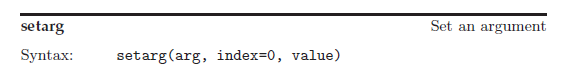 setarg Set an argument
Syntax: setarg(arg, index=0, value)